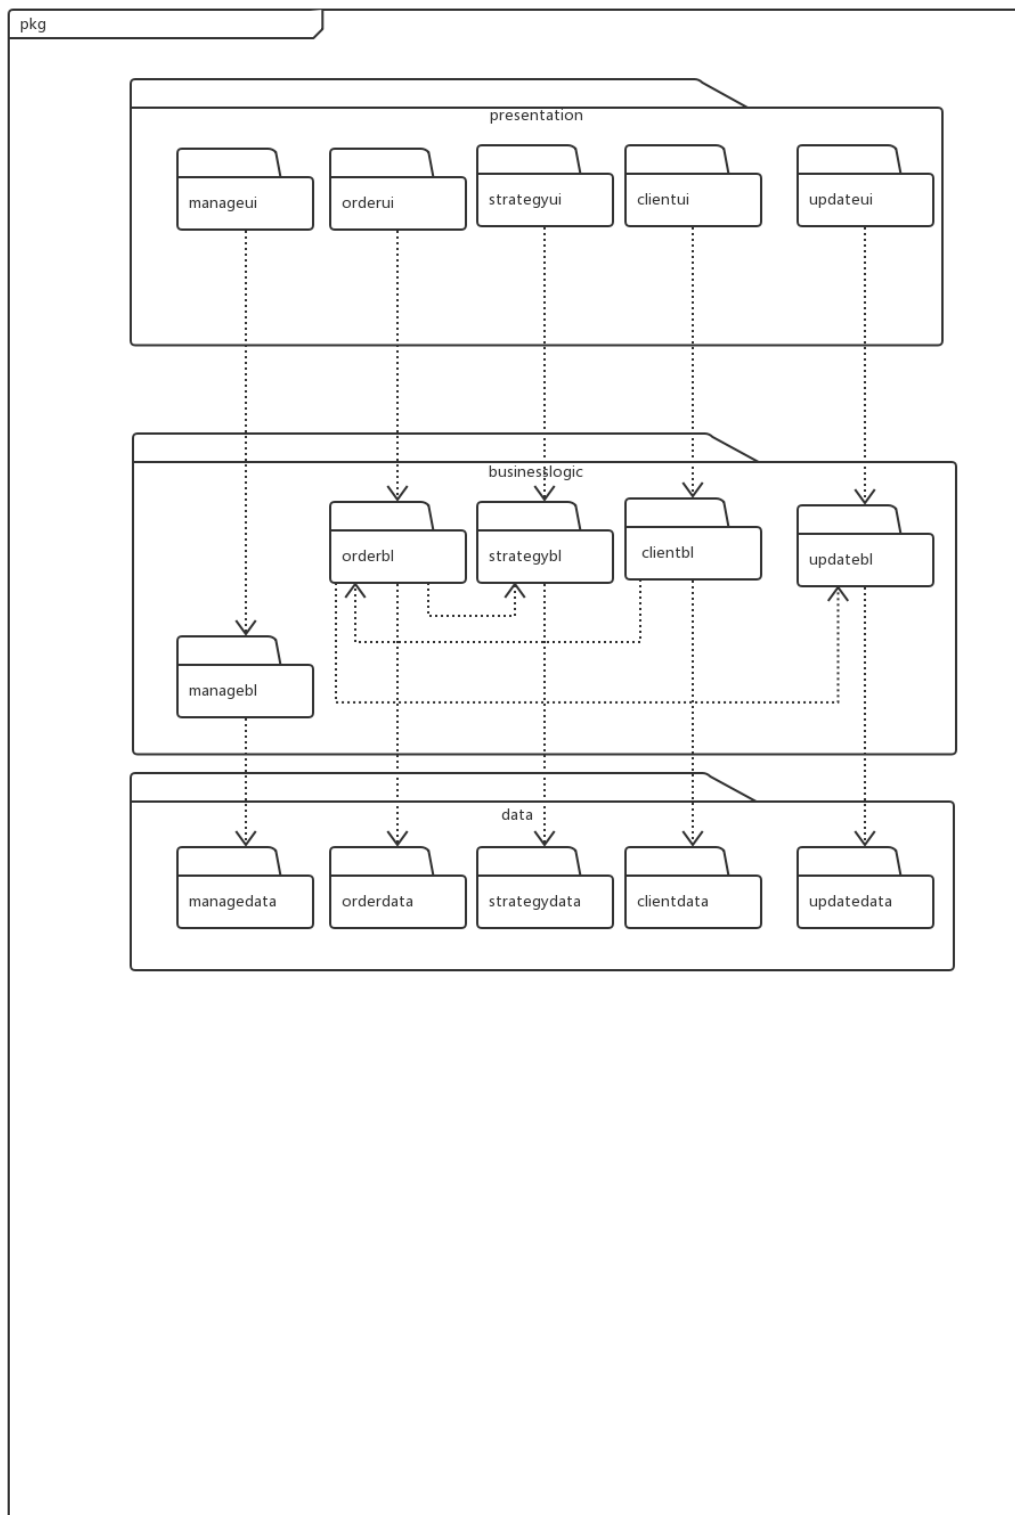 pkg
presentation
manageui
orderui
strategyui
clientui
updateui
businesslogic
orderbl
strategybl
clientbl
updatebl
managebl
data
managedata
orderdata
strategydata
clientdata
updatedata